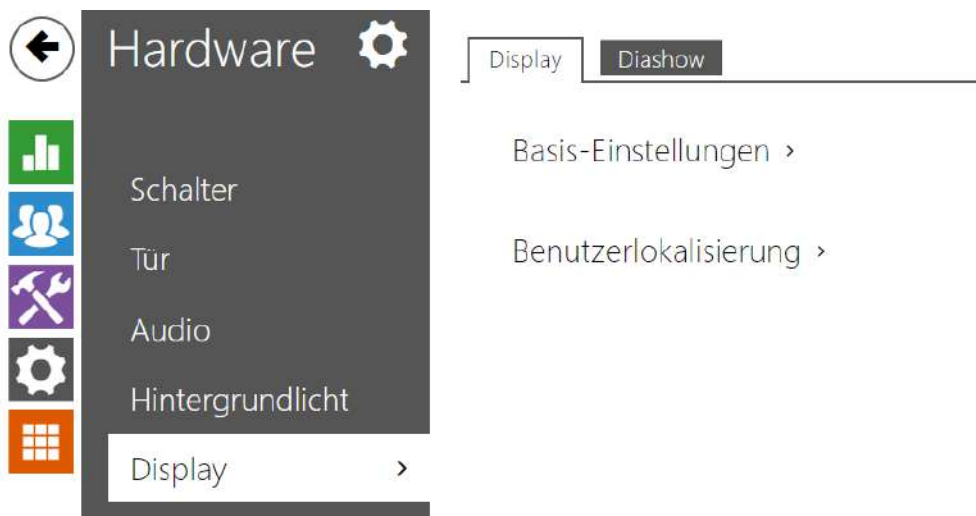 Hardware
Schalter
Tür
Audio
Hintergrundlicht
Display
Display
Diashow
Basis-Einstellungen ›
Benutzerlokalisierung ›